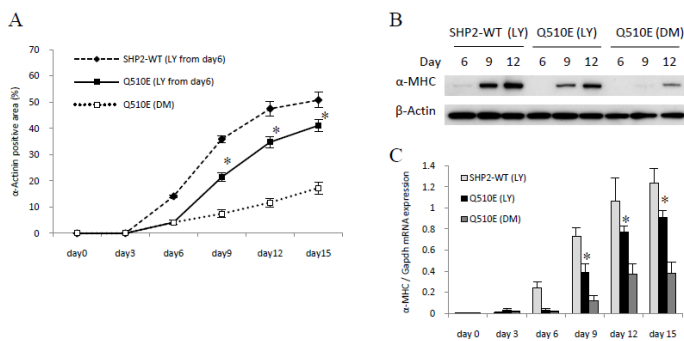 A
α-Actinin positive area (%)
60
50
40
30
20
10
0
SHP2-WT (LY from day6)
Q510E (LY from day6)
Q510E (DM)
*
*
*
day0 day3 day6 day9 day12 day15
B
SHP2-WT (LY) Q510E (LY) Q510E (DM)
Day 6 9 12 6 9 12 6 9 12
α-MHC
β-Actin
C
α-MHC / Gapdh mRNA expression
1.4
1.2
1
0.8
0.6
0.4
0.2
0
SHP2-WT (LY)
Q510E (LY)
Q510E (DM)
*
*
*
day 0 day 3 day 6 day 9 day 12 day 15